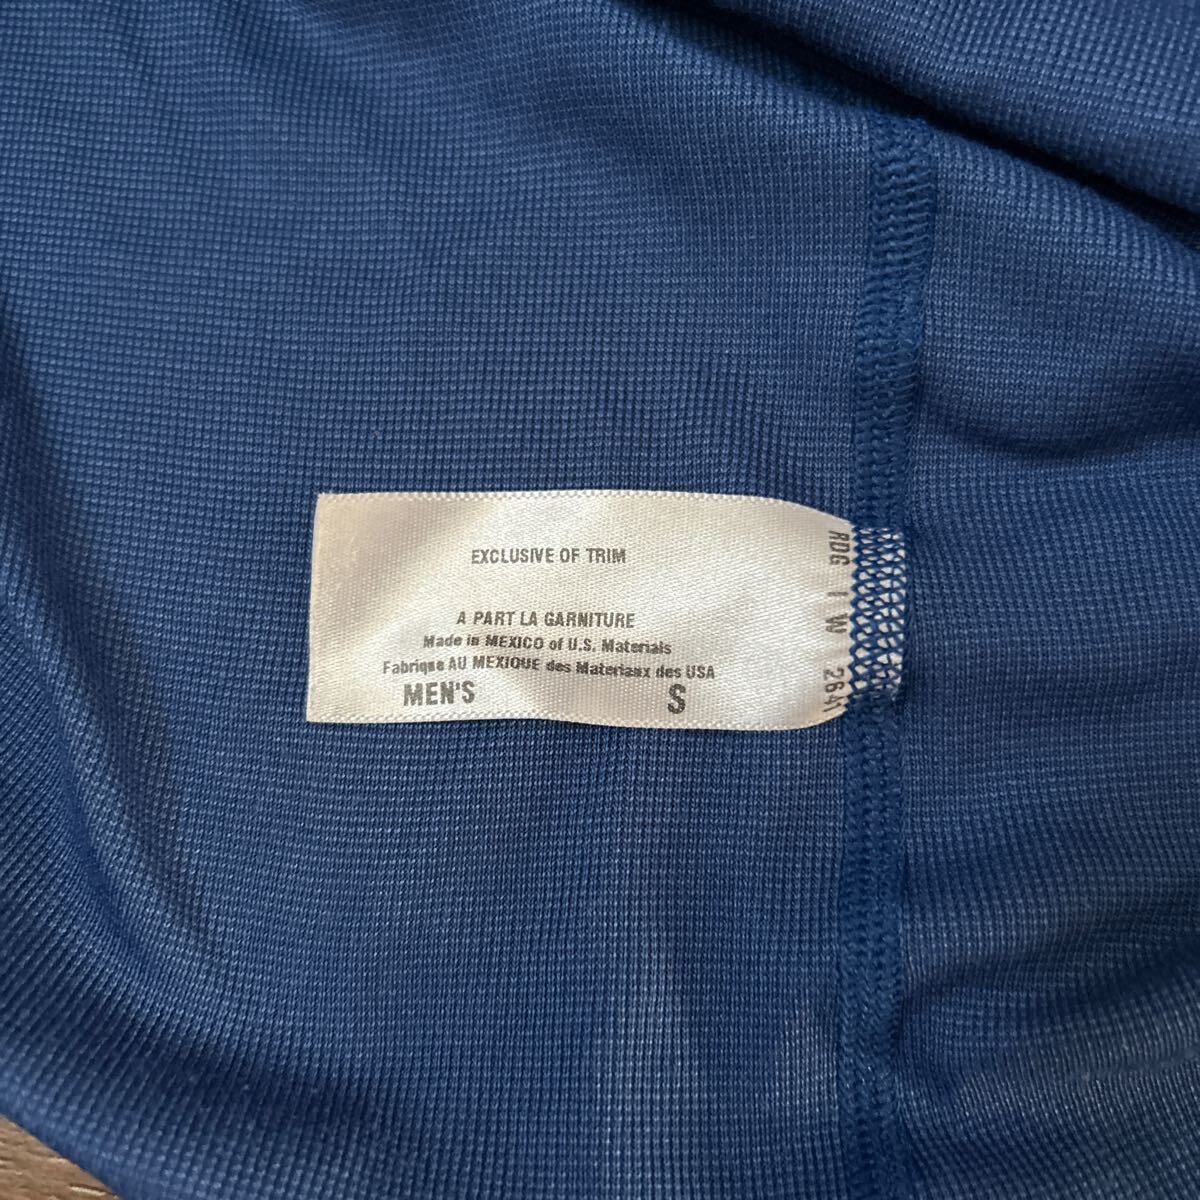 EXCLUSIVE OF TRIM
A PART LA GARNITURE
Made in MEXICO of U.S. Materials
Fabrique AU MEXIQUE des Materiaux des USA
MEN'S S
RDG I W 2641